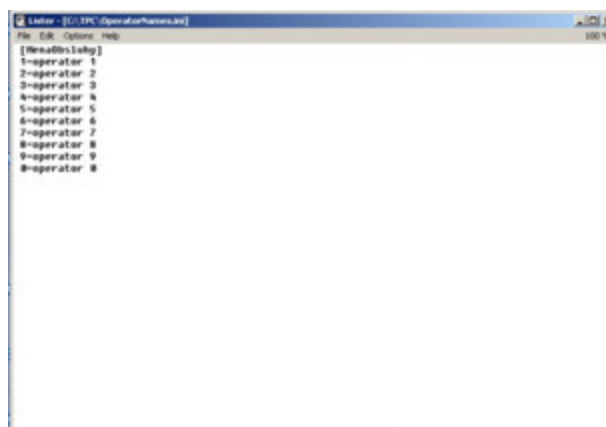 Lister - [C:\TPC\OperatorNames.ini]
File Edit Options Help 100 %
[MenaObsluhy]
1=operator 1
2=operator 2
3=operator 3
4=operator 4
5=operator 5
6=operator 6
7=operator 7
8=operator 8
9=operator 9
0=operator 0